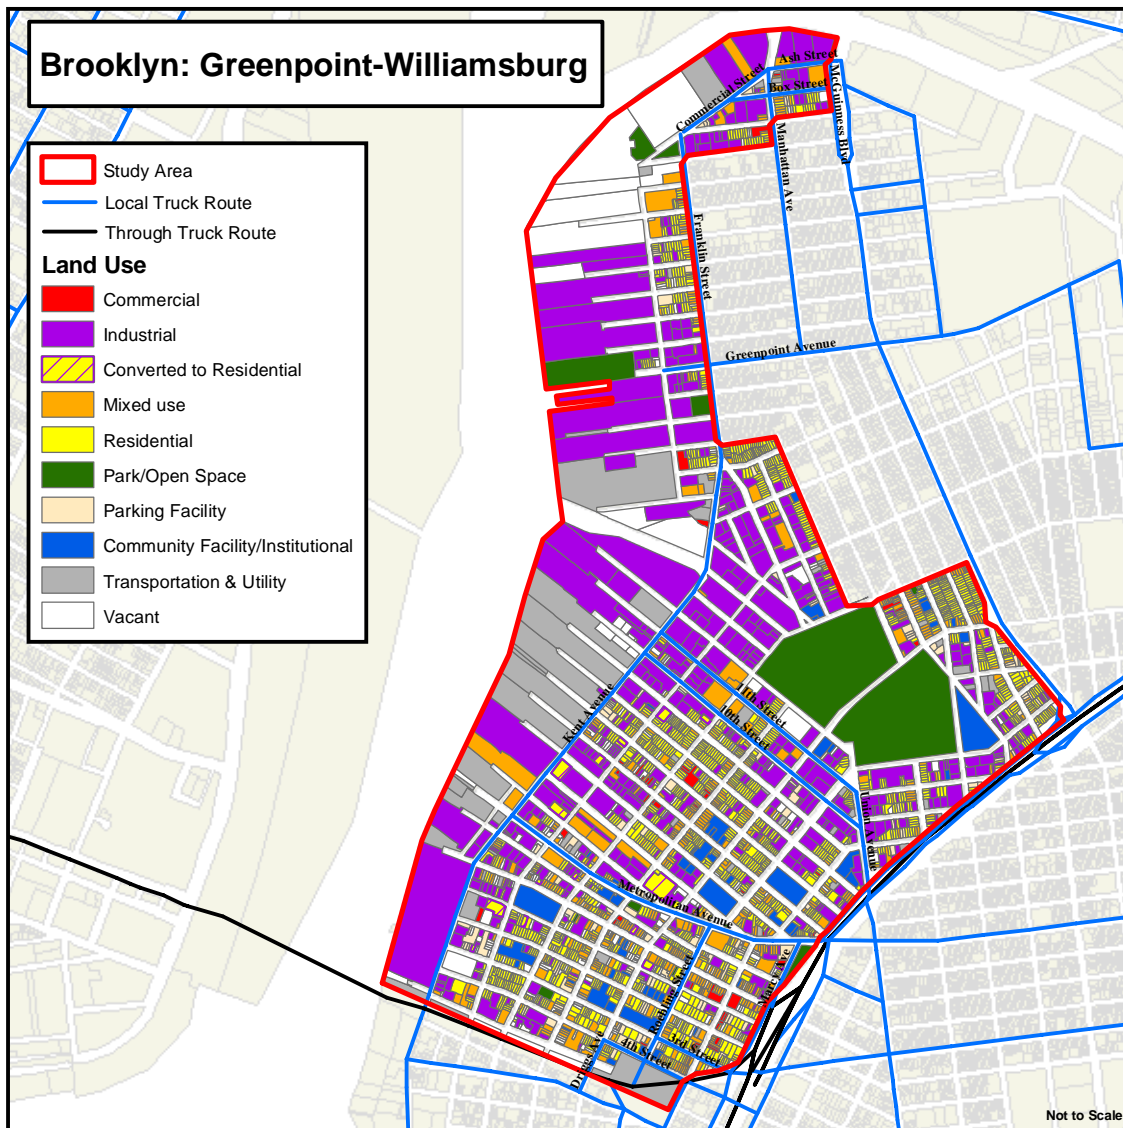 Brooklyn: Greenpoint-Williamsburg
Study Area
Local Truck Route
Through Truck Route
Land Use
Commercial
Industrial
Converted to Residential
Mixed use
Residential
Park/Open Space
Parking Facility
Community Facility/Institutional
Transportation & Utility
Vacant
Ash Street
Box Street
Commercial Street
McGuinness Blvd
Manhattan Ave
Franklin Street
Greenpoint Avenue
Kent Avenue
11th Street
10th Street
Union Avenue
Metropolitan Avenue
Marcy Ave
Roebling Street
3rd Street
4th Street
Driggs Ave
Not to Scale